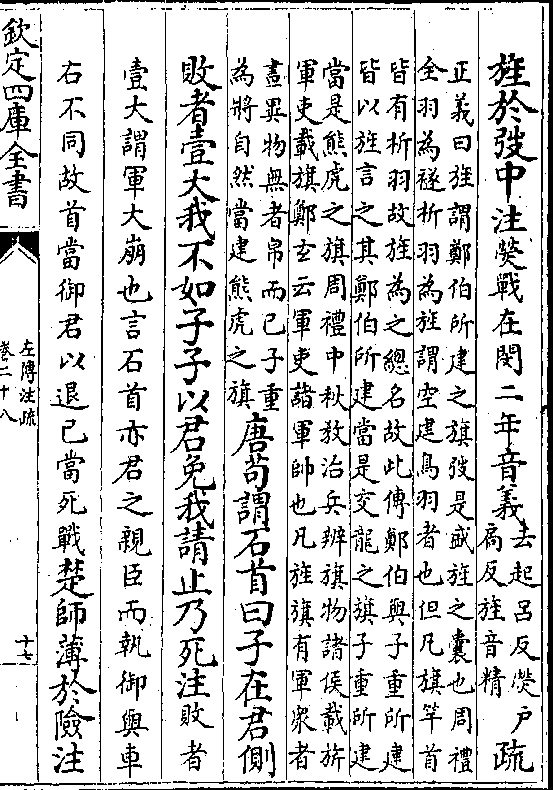 旌於弢中注熒戰在閔二年音義去起呂反熒户
扃反旌音精疏
正義曰旌謂鄭伯所建之旗弢是盛旌之囊也周禮
全羽為襚析羽為旌謂空建鳥羽者也但凡旗竿首
皆有析羽故旌為之總名故此傳鄭伯與子重所建
皆以旌言之其鄭伯所建當是交龍之旗子重所建
當是熊虎之旗周禮中秋教治兵辨旗物諸侯載旂
軍吏載旗鄭玄云軍吏諸軍帥也凡旌旗有軍衆者
畫異物無者帛而已子重
為將自然當建熊虎之旗
唐苟謂石首曰子在君側
敗者壹大我不如子子以君免我請止乃死注敗者
壹大謂軍大崩也言石首亦君之親臣而執御與車
右不同故首當御君以退已當死戰楚師薄於險注
欽定四庫全書
左傳注疏
卷二十八
十七